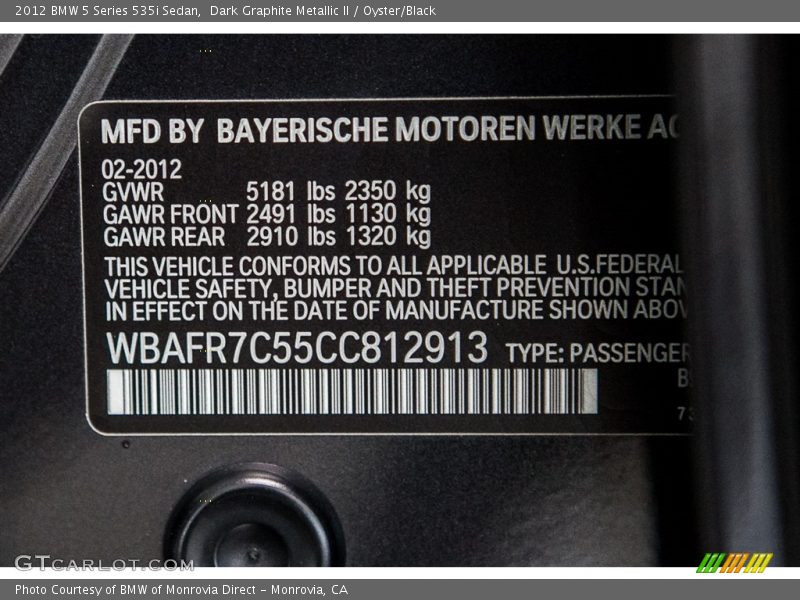 2012 BMW 5 Series 535i Sedan, Dark Graphite Metallic II / Oyster/Black
MFD BY BAYERISCHE MOTOREN WERKE AG
02-2012
GVWR 5181 lbs 2350 kg
GAWR FRONT 2491 lbs 1130 kg
GAWR REAR 2910 lbs 1320 kg
THIS VEHICLE CONFORMS TO ALL APPLICABLE U.S.FEDERAL
VEHICLE SAFETY, BUMPER AND THEFT PREVENTION STAN
IN EFFECT ON THE DATE OF MANUFACTURE SHOWN ABOV
WBAFR7C55CC812913 TYPE: PASSENGER
GTCARLOT.COM
Photo Courtesy of BMW of Monrovia Direct - Monrovia, CA